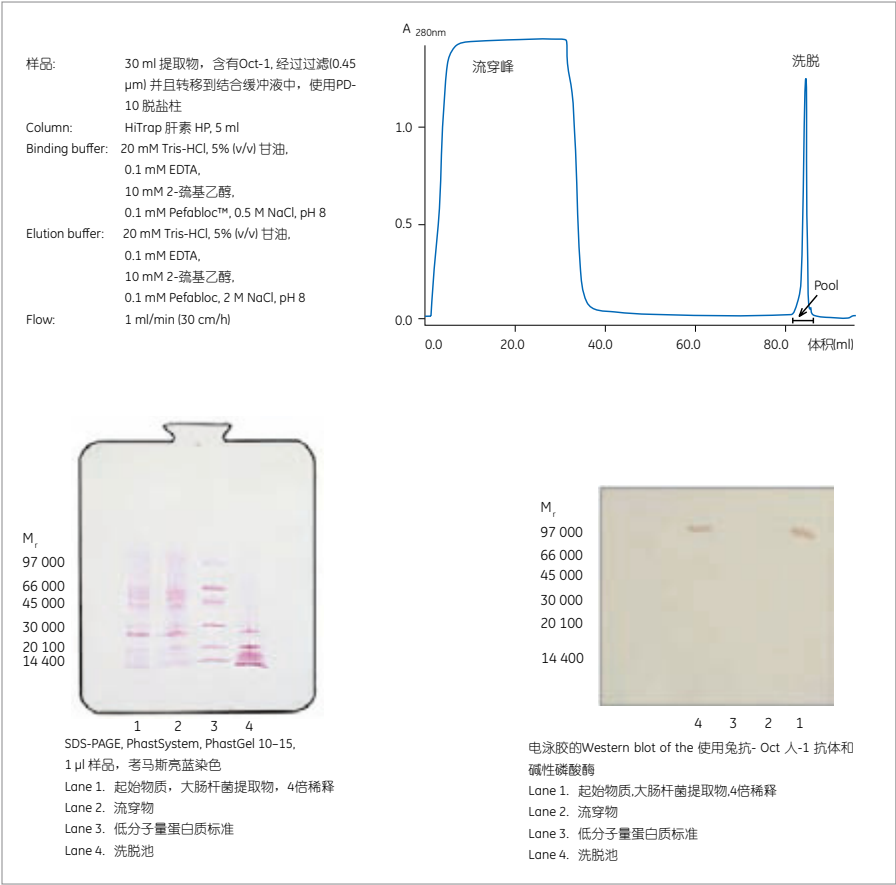 样品: 30 ml 提取物，含有Oct-1, 经过过滤(0.45
µm) 并且转移到结合缓冲液中，使用PD-
10 脱盐柱
Column: HiTrap 肝素 HP, 5 ml
Binding buffer: 20 mM Tris-HCl, 5% (v/v) 甘油,
0.1 mM EDTA,
10 mM 2-巯基乙醇,
0.1 mM Pefabloc™, 0.5 M NaCl, pH 8
Elution buffer: 20 mM Tris-HCl, 5% (v/v) 甘油,
0.1 mM EDTA,
10 mM 2-巯基乙醇,
0.1 mM Pefabloc, 2 M NaCl, pH 8
Flow: 1 ml/min (30 cm/h)
A 280nm
流穿峰
洗脱
1.0
0.5
Pool
0.0
0.0 20.0 40.0 60.0 80.0 体积(ml)
Mr
97 000
66 000
45 000
30 000
20 100
14 400
1 2 3 4
SDS-PAGE, PhastSystem, PhastGel 10–15,
1 µl 样品，考马斯亮蓝染色
Lane 1. 起始物质，大肠杆菌提取物，4倍稀释
Lane 2. 流穿物
Lane 3. 低分子量蛋白质标准
Lane 4. 洗脱池
Mr
97 000
66 000
45 000
30 000
20 100
14 400
4 3 2 1
电泳胶的Western blot of the 使用兔抗- Oct 人-1 抗体和
碱性磷酸酶
Lane 1. 起始物质,大肠杆菌提取物,4倍稀释
Lane 2. 流穿物
Lane 3. 低分子量蛋白质标准
Lane 4. 洗脱池